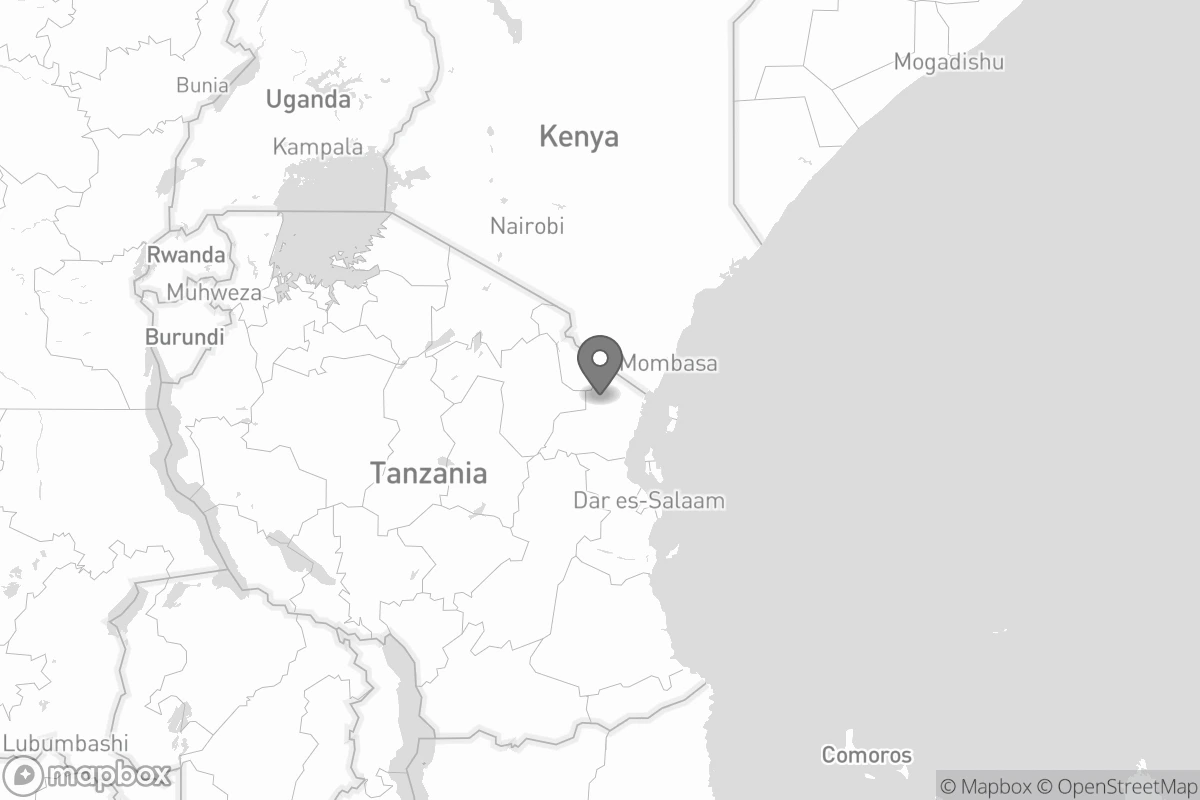 Mogadishu
Bunia
Uganda
Kenya
Kampala
Nairobi
Rwanda
Muhweza
Burundi
Mombasa
Tanzania
Dar es-Salaam
Lubumbashi
Comoros
mapbox
© Mapbox © OpenStreetMap